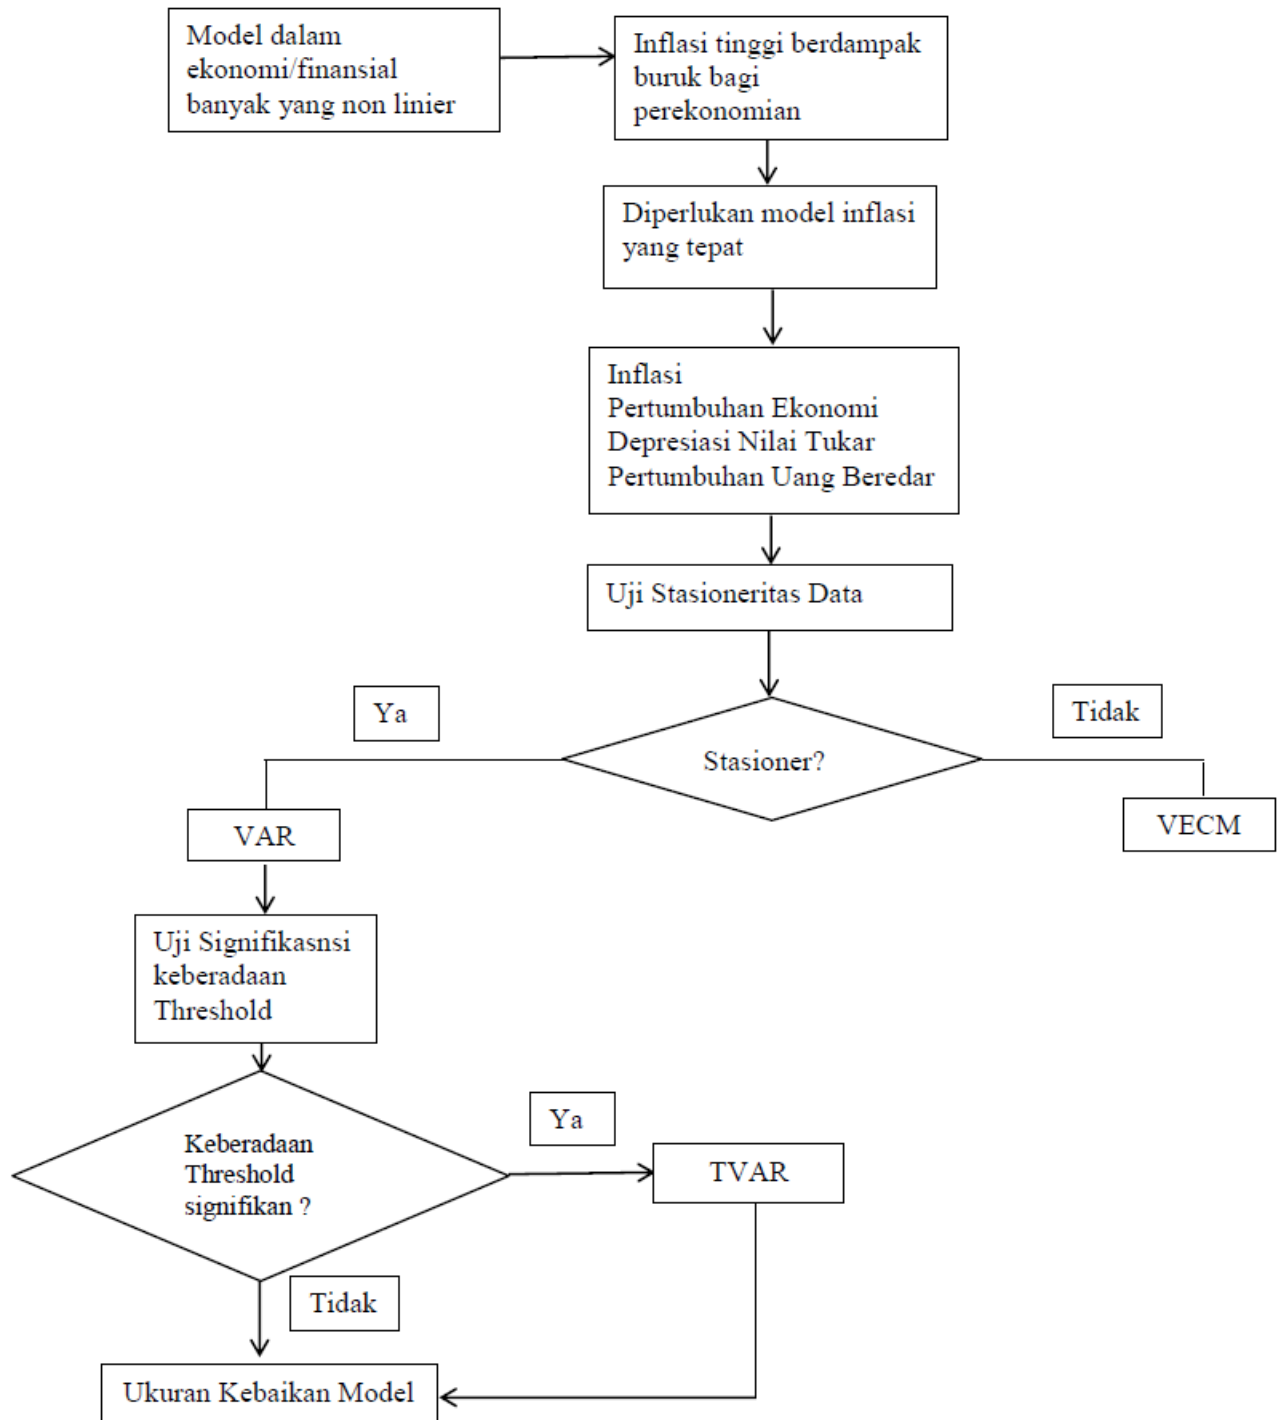 Model dalam
ekonomi/finansial
banyak yang non linier
Inflasi tinggi berdampak
buruk bagi
perekonomian
Diperlukan model inflasi
yang tepat
Inflasi
Pertumbuhan Ekonomi
Depresiasi Nilai Tukar
Pertumbuhan Uang Beredar
Uji Stasioneritas Data
Ya
Tidak
Stasioner?
VAR
VECM
Uji Signifikasnsi
keberadaan
Threshold
Keberadaan
Threshold
signifikan ?
Ya
TVAR
Tidak
Ukuran Kebaikan Model